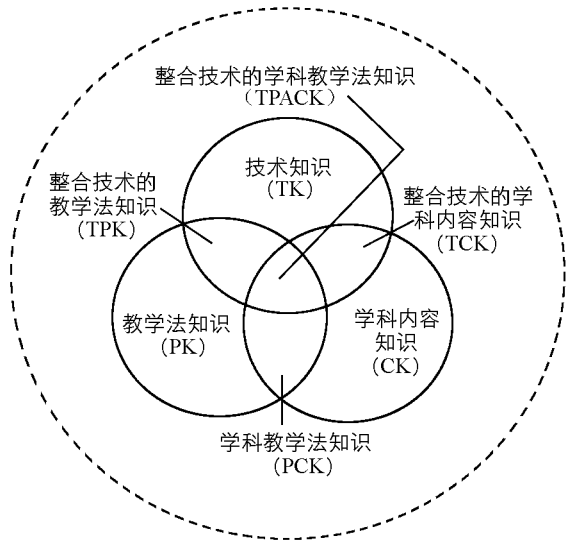 整合技术的学科教学法知识
（TPACK）
技术知识
(TK)
整合技术的
教学法知识
(TPK)
整合技术的学
科内容知识
(TCK)
教学法知识
(PK)
学科内容
知识
(CK)
学科教学法知识
(PCK)